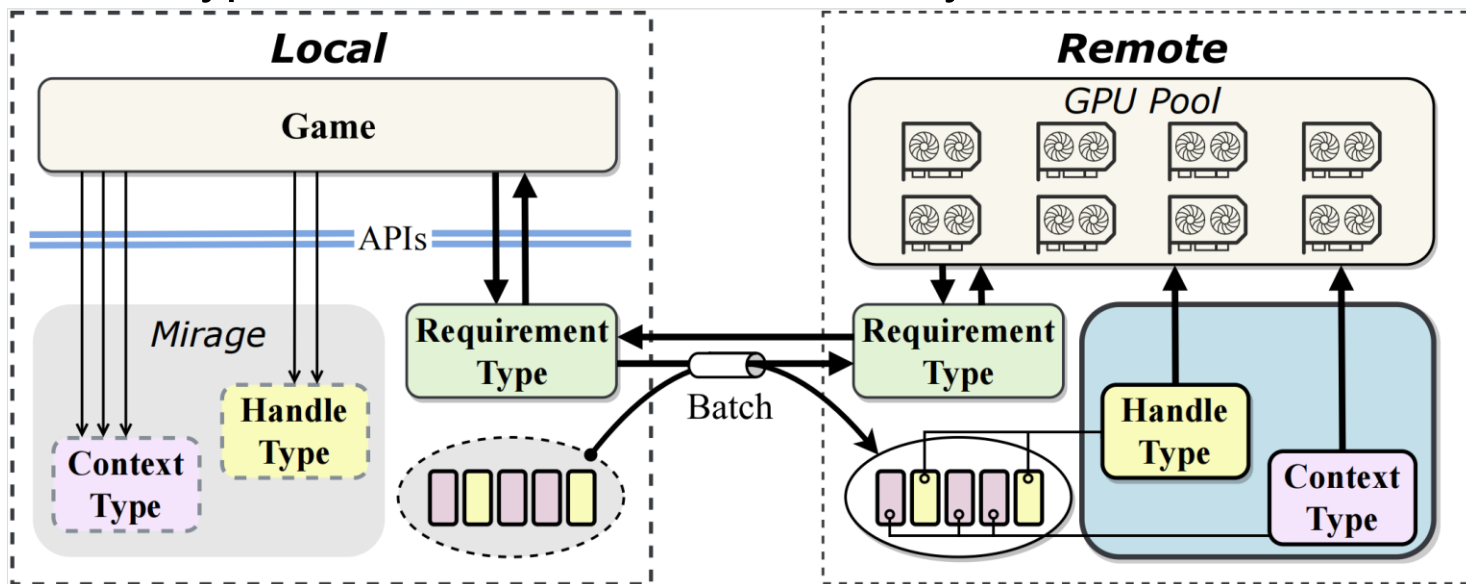 Local
Game
APIs
Mirage
Handle
Type
Context
Type
Requirement
Type
Batch
Remote
GPU Pool
Requirement
Type
Handle
Type
Context
Type